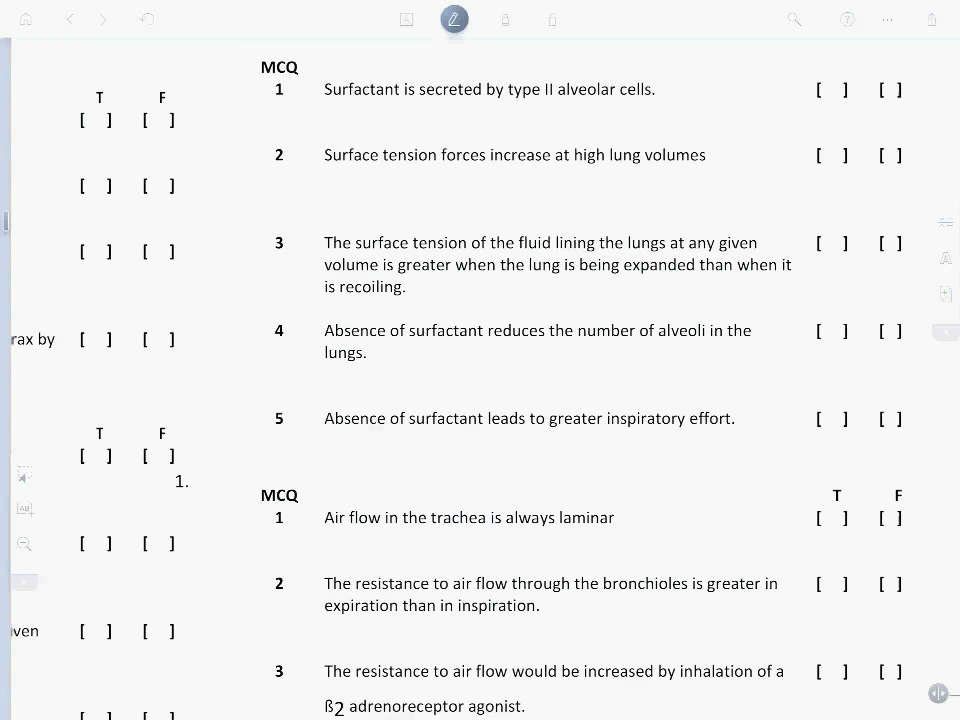 T F
[ ] [ ]
[ ] [ ]
[ ] [ ]
rax by [ ] [ ]
T F
[ ] [ ]
1.
[ ] [ ]
ven [ ] [ ]
[ ] [ ]
MCQ
1 Surfactant is secreted by type II alveolar cells. [ ] [ ]
2 Surface tension forces increase at high lung volumes [ ] [ ]
3 The surface tension of the fluid lining the lungs at any given [ ] [ ]
volume is greater when the lung is being expanded than when it
is recoiling.
4 Absence of surfactant reduces the number of alveoli in the [ ] [ ]
lungs.
5 Absence of surfactant leads to greater inspiratory effort. [ ] [ ]
MCQ T F
1 Air flow in the trachea is always laminar [ ] [ ]
2 The resistance to air flow through the bronchioles is greater in [ ] [ ]
expiration than in inspiration.
3 The resistance to air flow would be increased by inhalation of a [ ] [ ]
ß2 adrenoreceptor agonist.